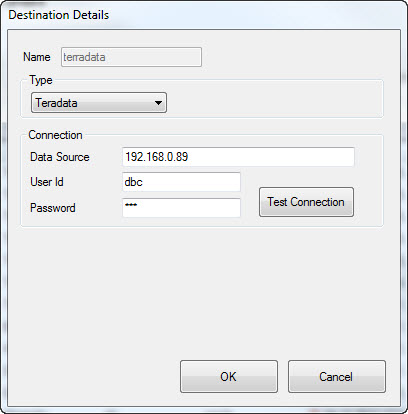 Destination Details
Name terradata
Type
Teradata
Connection
Data Source 192.168.0.89
User Id dbc
Password ***
Test Connection
OK Cancel